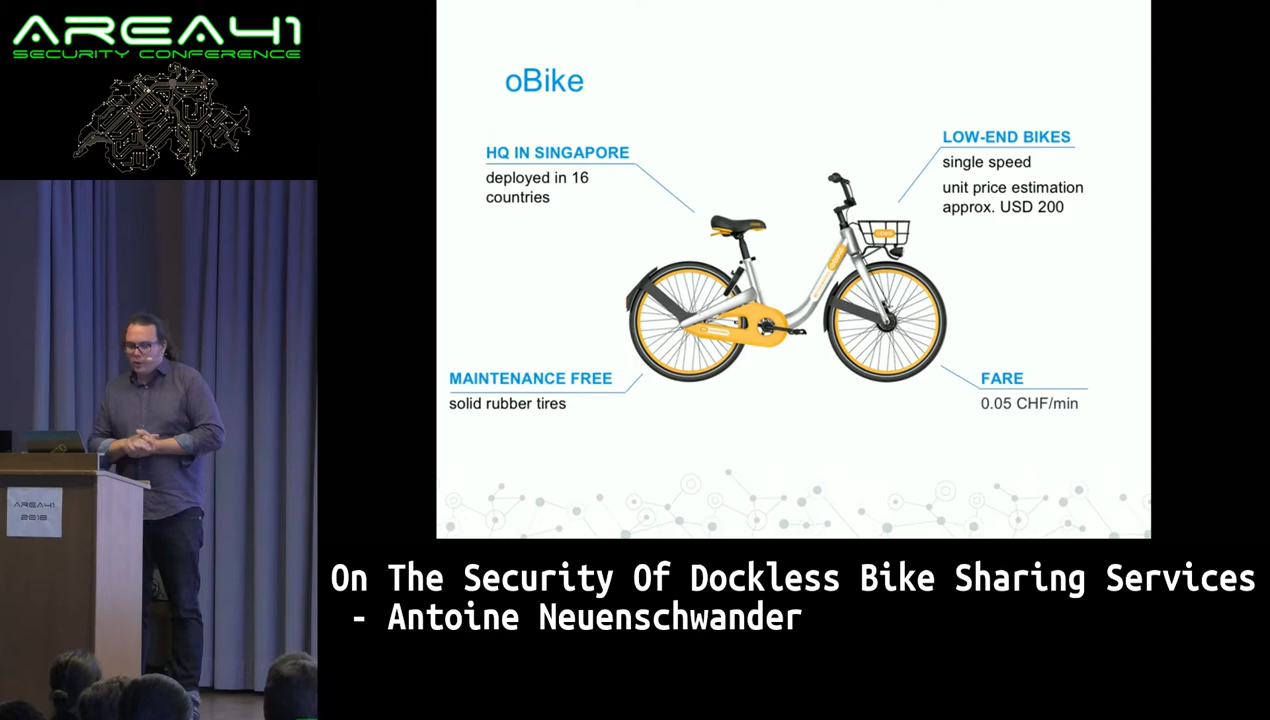 AREA41
SECURITY CONFERENCE
oBike
HQ IN SINGAPORE
deployed in 16
countries
LOW-END BIKES
single speed
unit price estimation
approx. USD 200
MAINTENANCE FREE
solid rubber tires
FARE
0.05 CHF/min
AREA41
2018
On The Security Of Dockless Bike Sharing Services
- Antoine Neuenschwander